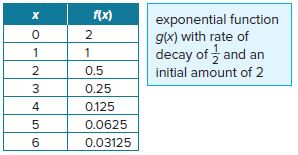 x f(x)
0 2
1 1
2 0.5
3 0.25
4 0.125
5 0.0625
6 0.03125
exponential function
g(x) with rate of
decay of 1/2 and an
initial amount of 2